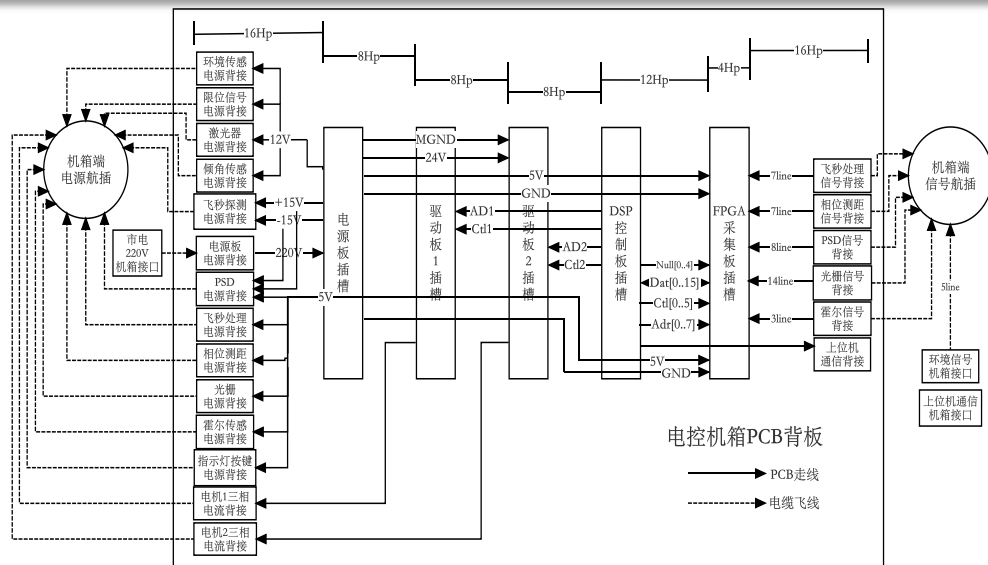 16Hp
8Hp
8Hp
8Hp
12Hp
4Hp
16Hp
机箱端
电源航插
市电
220V
机箱接口
环境传感
电源背接
限位信号
电源背接
激光器
电源背接
倾角传感
电源背接
飞秒探测
电源背接
电源板
电源背接
PSD
电源背接
飞秒处理
电源背接
相位测距
电源背接
光栅
电源背接
霍尔传感
电源背接
指示灯按键
电源背接
电机1三相
电流背接
电机2三相
电流背接
12V
+15V
-15V
220V
5V
电源板插槽
MGND
24V
5V
GND
驱动板1插槽
AD1
Ctl1
驱动板2插槽
AD2
Ctl2
DSP
控制板插槽
Null[0..4]
Dat[0..15]
Ctl[0..5]
Adr[0..7]
5V
GND
FPGA
采集板插槽
7line
7line
8line
14line
3line
飞秒处理
信号背接
相位测距
信号背接
PSD信号
背接
光栅信号
背接
霍尔信号
背接
上位机
通信背接
机箱端
信号航插
5line
环境信号
机箱接口
上位机通信
机箱接口
电控机箱PCB背板
PCB走线
电缆飞线